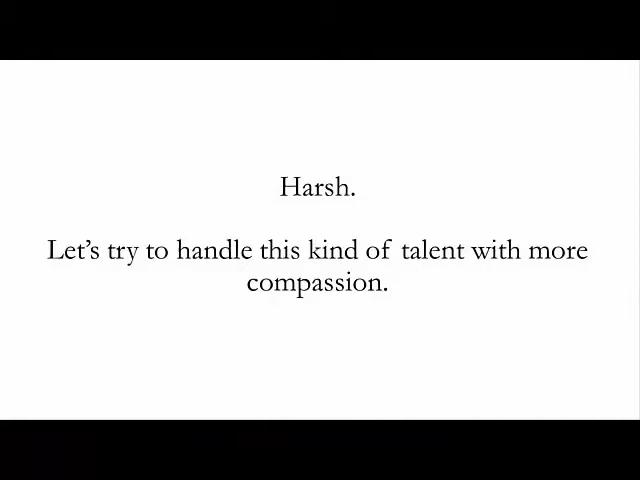 Harsh.
Let’s try to handle this kind of talent with more
compassion.